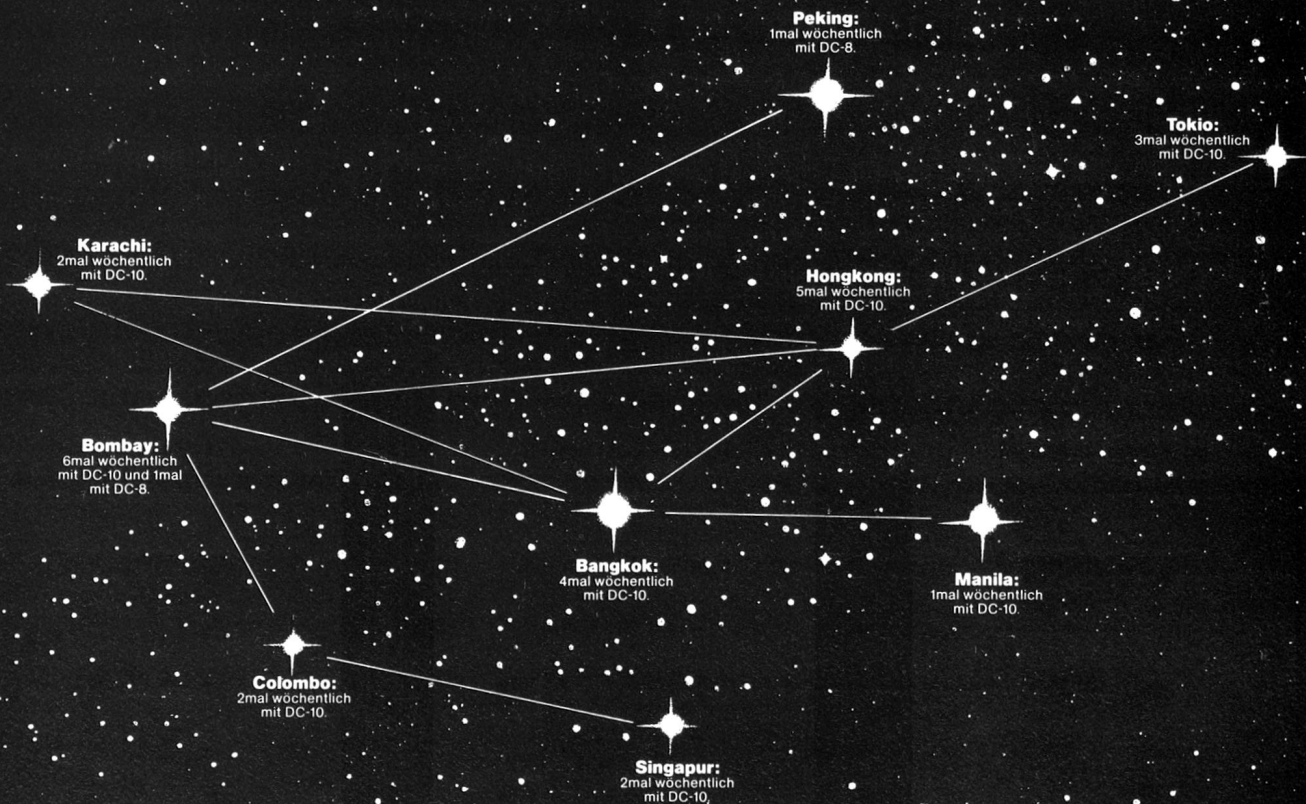 Peking:
1mal wöchentlich
mit DC-8.
Tokio:
3mal wöchentlich
mit DC-10.
Karachi:
2mal wöchentlich
mit DC-10.
Hongkong:
5mal wöchentlich
mit DC-10.
Bombay:
6mal wöchentlich
mit DC-10 und 1mal
mit DC-8.
Bangkok:
4mal wöchentlich
mit DC-10.
Manila:
1mal wöchentlich
mit DC-10.
Colombo:
2mal wöchentlich
mit DC-10.
Singapur:
2mal wöchentlich
mit DC-10,